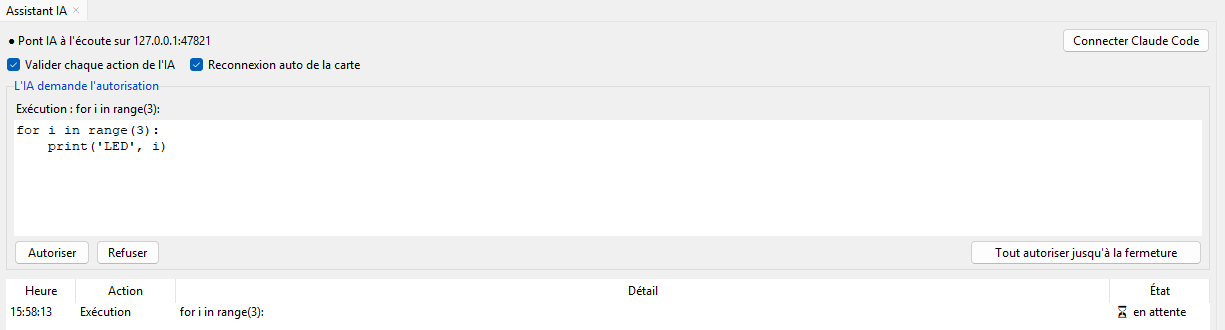 Assistant IA ×
● Pont IA à l'écoute sur 127.0.0.1:47821
Connecter Claude Code
Valider chaque action de l'IA
Reconnexion auto de la carte
L'IA demande l'autorisation
Exécution : for i in range(3):
for i in range(3):
    print('LED', i)
Autoriser
Refuser
Tout autoriser jusqu'à la fermeture
Heure Action Détail État
15:58:13 Exécution for i in range(3): ⌛ en attente